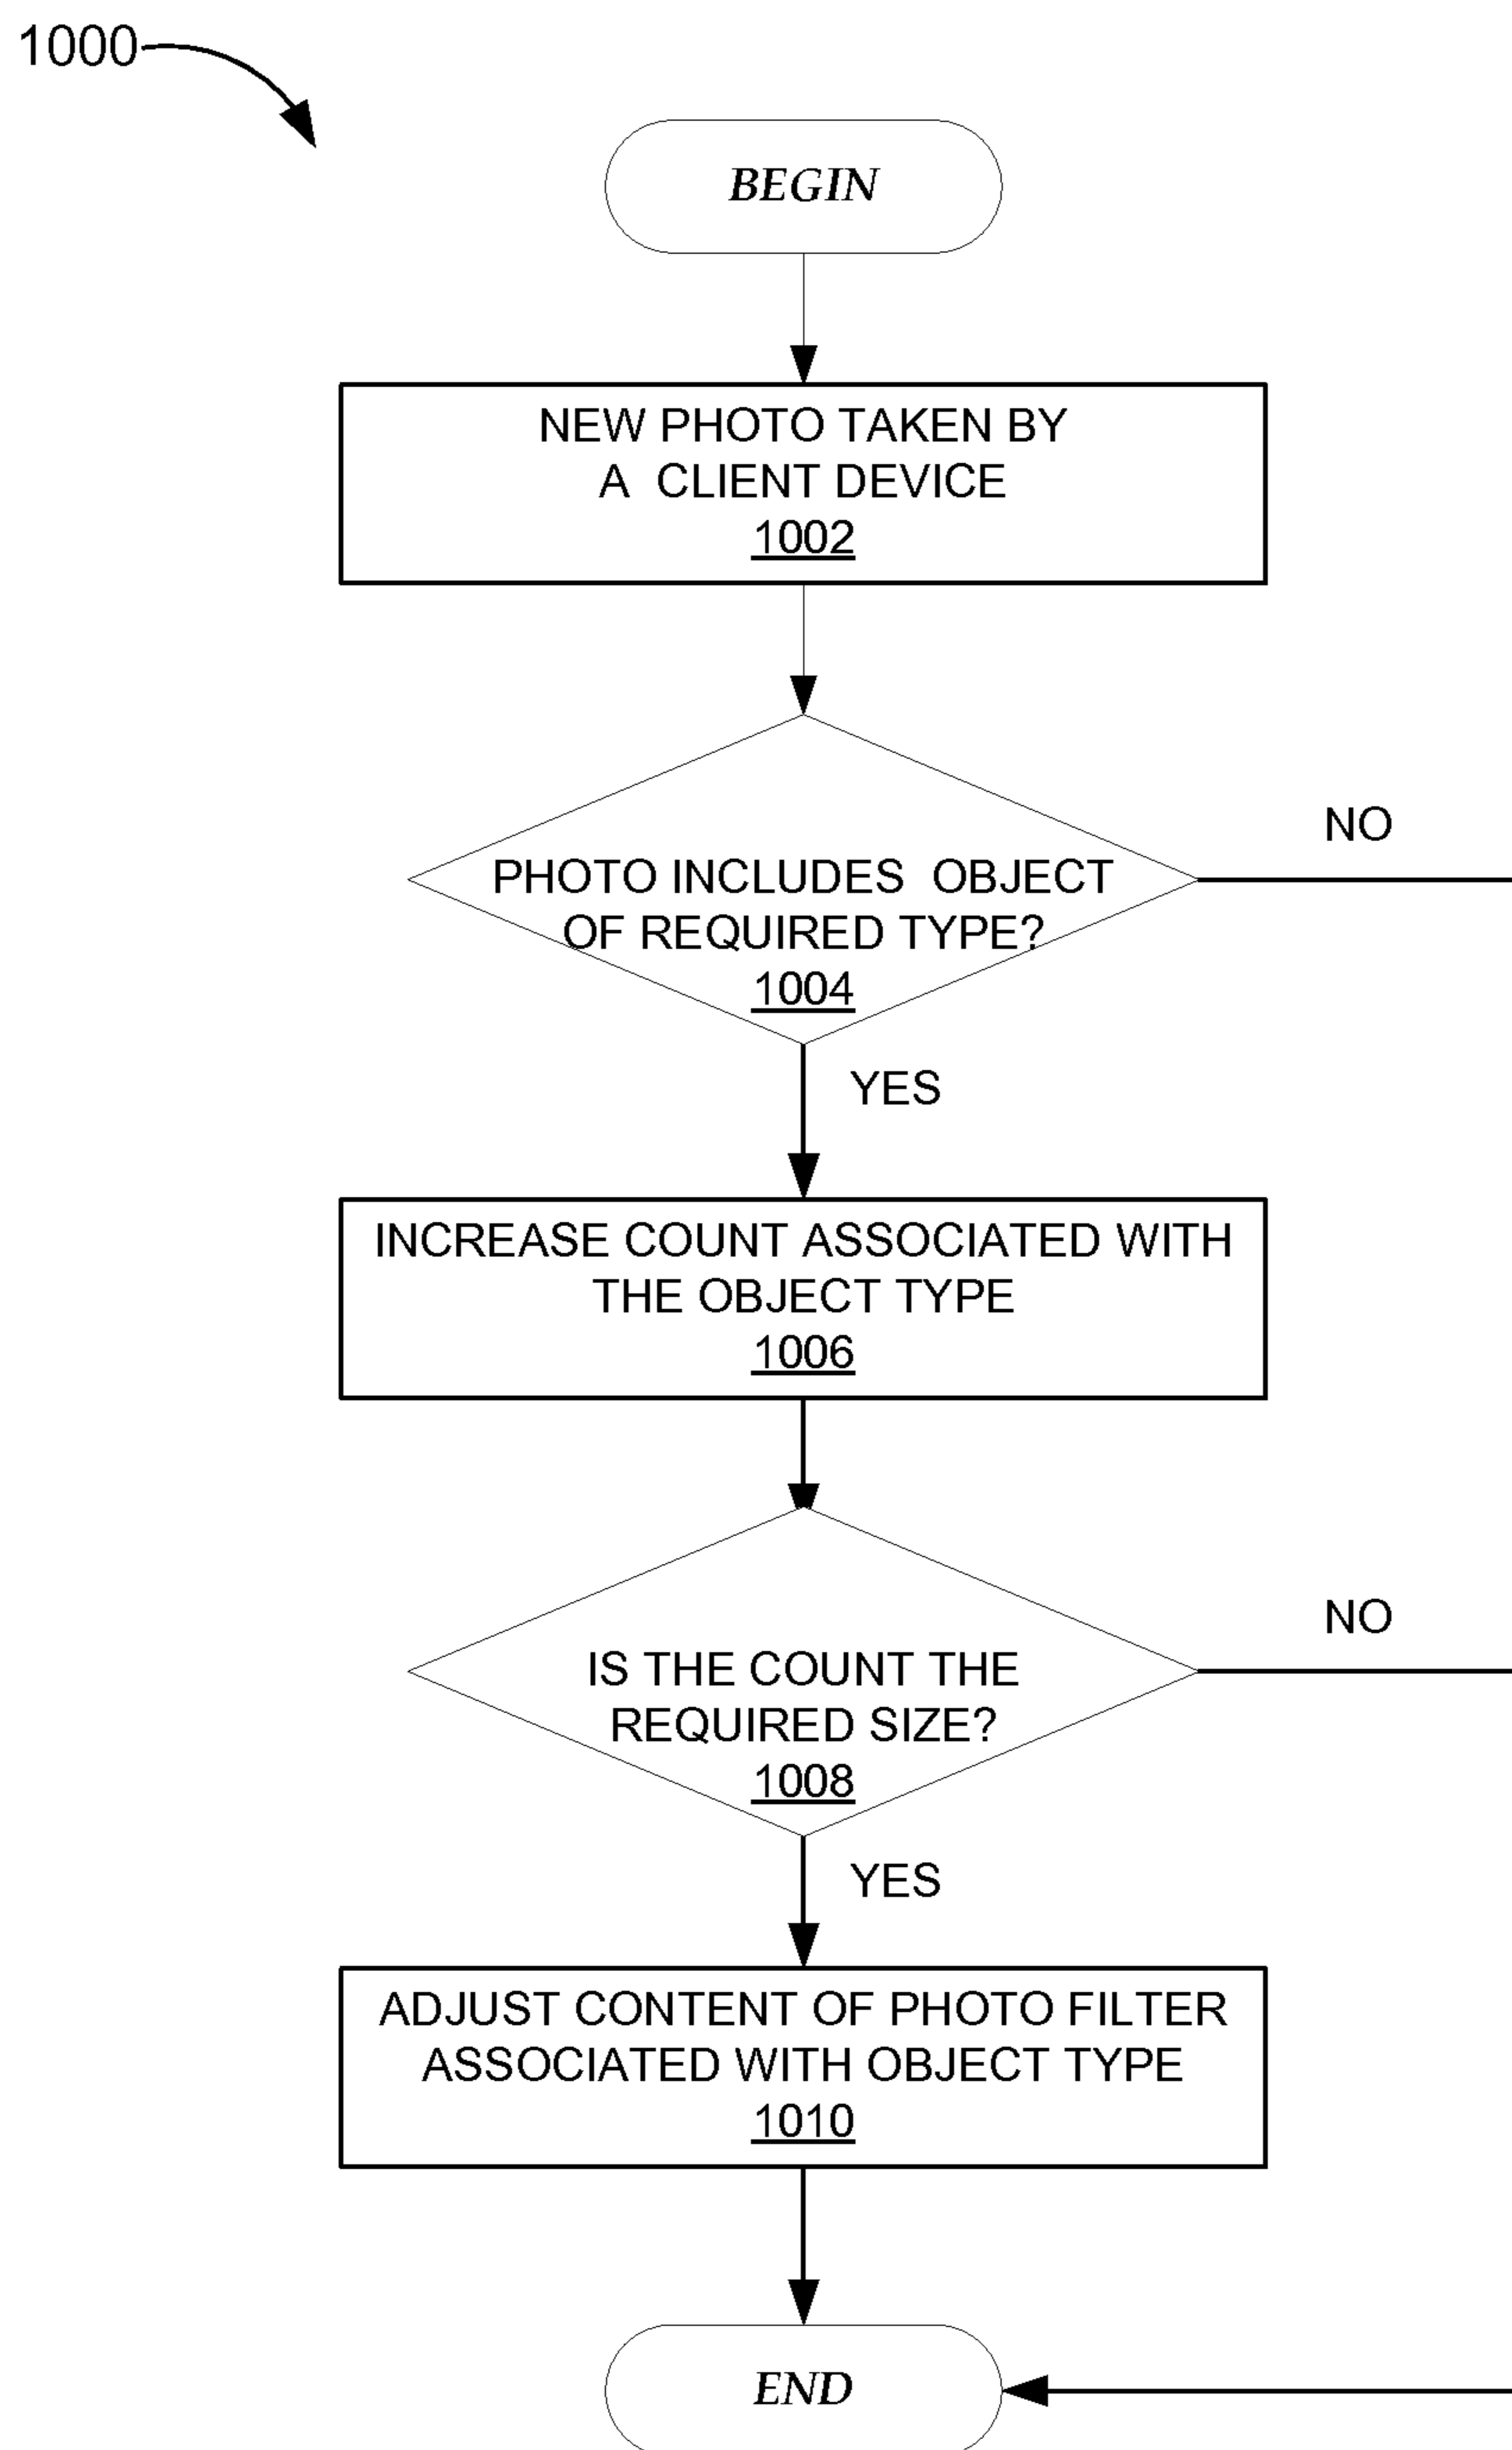 1000
BEGIN
NEW PHOTO TAKEN BY
A CLIENT DEVICE
1002
NO
PHOTO INCLUDES OBJECT
OF REQUIRED TYPE?
1004
YES
INCREASE COUNT ASSOCIATED WITH
THE OBJECT TYPE
1006
NO
IS THE COUNT THE
REQUIRED SIZE?
1008
YES
ADJUST CONTENT OF PHOTO FILTER
ASSOCIATED WITH OBJECT TYPE
1010
END